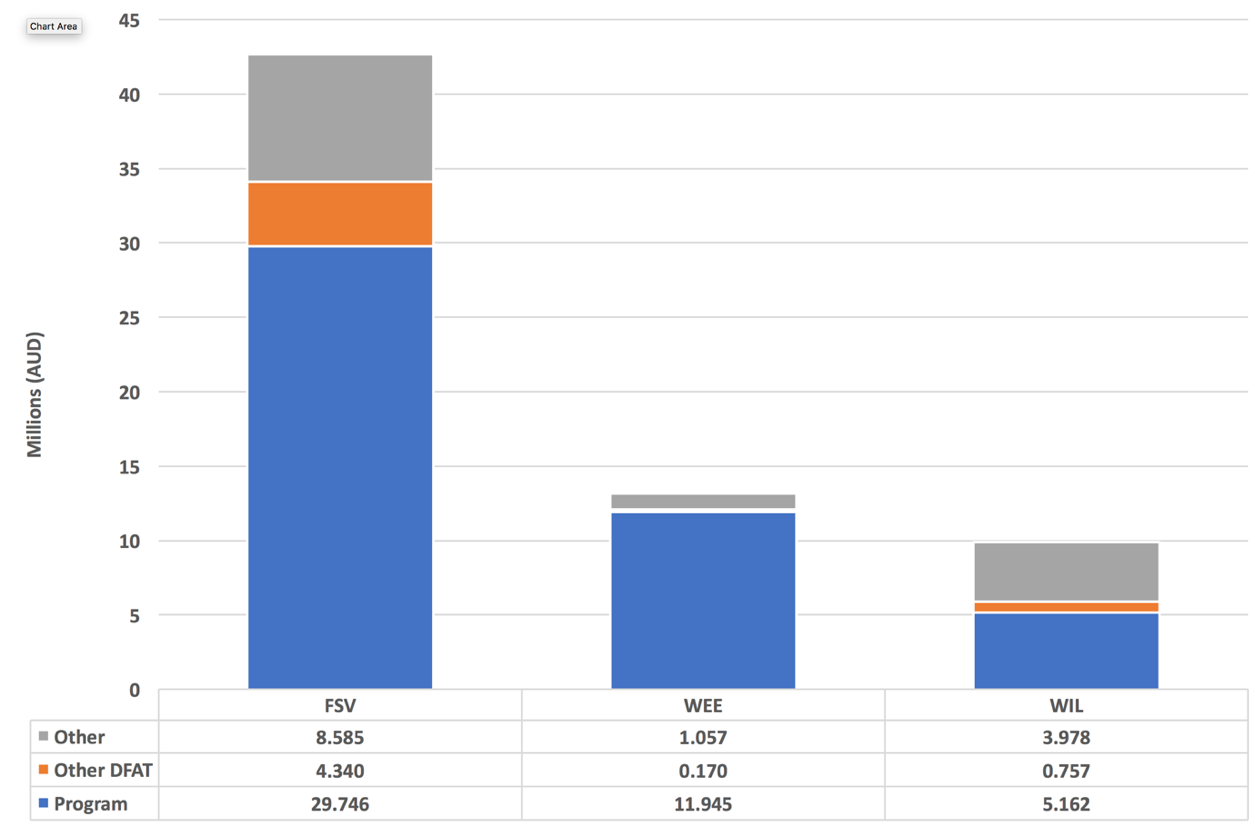 Chart Area
45
40
35
30
25
20
15
10
5
0
Millions (AUD)
FSV WEE WIL
Other 8.585 1.057 3.978
Other DFAT 4.340 0.170 0.757
Program 29.746 11.945 5.162